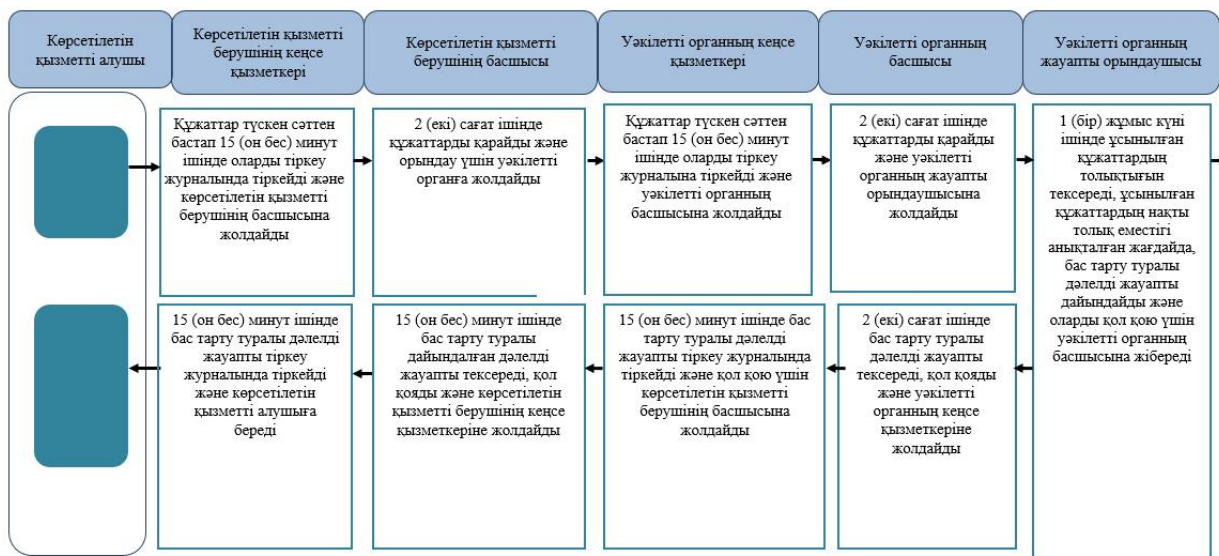 Көрсетілетін
қызметті алушы
Көрсетілетін қызметті
берушінің кеңсе
қызметкері
Көрсетілетін қызметті
берушінің басшысы
Уәкілетті органның кеңсе
қызметкері
Уәкілетті органның
басшысы
Уәкілетті органның
жауапты орындаушысы
Құжаттар түскен сәттен
бастап 15 (он бес) минут
ішінде оларды тіркеу
журналында тіркейді және
көрсетілетін қызметті
берушінің басшысына
жолдайды
2 (екі) сағат ішінде
құжаттарды қарайды және
орындау үшін уәкілетті
органға жолдайды
Құжаттар түскен сәттен
бастап 15 (он бес) минут
ішінде оларды тіркеу
журналына тіркейді және
уәкілетті органның
басшысына жолдайды
2 (екі) сағат ішінде
құжаттарды қарайды
және уәкілетті
органның жауапты
орындаушысына
жолдайды
1 (бір) жұмыс күні
ішінде ұсынылған
құжаттардың
толықтығын
тексереді, ұсынылған
құжаттардың нақты
толық еместігі
анықталған жағдайда,
бас тарту туралы
дәлелді жауапты
дайындайды және
оларды қол қою үшін
уәкілетті органның
басшысына жібереді
15 (он бес) минут ішінде
бас тарту туралы дәлелді
жауапты тіркеу
журналында тіркейді
және көрсетілетін
қызметті алушыға
береді
15 (он бес) минут ішінде
бас тарту туралы
дайындалған дәлелді
жауапты тексереді, қол
қояды және көрсетілетін
қызметті берушінің кеңсе
қызметкеріне жолдайды
15 (он бес) минут ішінде бас
тарту туралы дәлелді
жауапты тіркеу журналында
тіркейді және қол қою үшін
көрсетілетін қызметті
берушінің басшысына
жолдайды
2 (екі) сағат ішінде
бас тарту туралы
дәлелді жауапты
тексереді, қол қояды
және уәкілетті
органның кеңсе
қызметкеріне
жолдайды